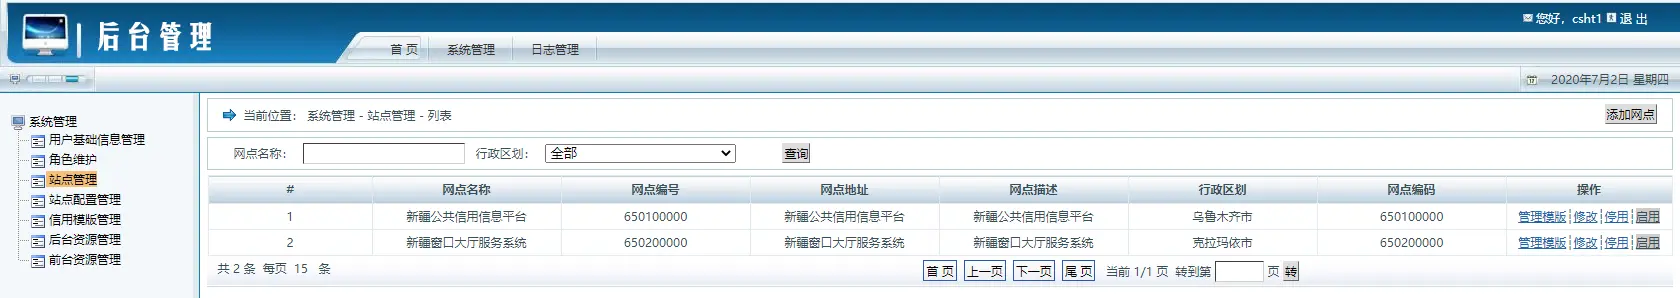 您好，csht1 退 出
后台管理
首 页 系统管理 日志管理
2020年7月2日 星期四
系统管理
用户基础信息管理
角色维护
站点管理
站点配置管理
信用模版管理
后台资源管理
前台资源管理
当前位置： 系统管理 - 站点管理 - 列表 添加网点
网点名称： 行政区划： 全部 查询
# 网点名称 网点编号 网点地址 网点描述 行政区划 网点编码 操作
1 新疆公共信用信息平台 650100000 新疆公共信用信息平台 新疆公共信用信息平台 乌鲁木齐市 650100000 管理模版┆修改┆停用┆启用
2 新疆窗口大厅服务系统 650200000 新疆窗口大厅服务系统 新疆窗口大厅服务系统 克拉玛依市 650200000 管理模版┆修改┆停用┆启用
共 2 条 每页 15 条 首 页 上一页 下一页 尾 页 当前 1/1 页 转到第 页 转